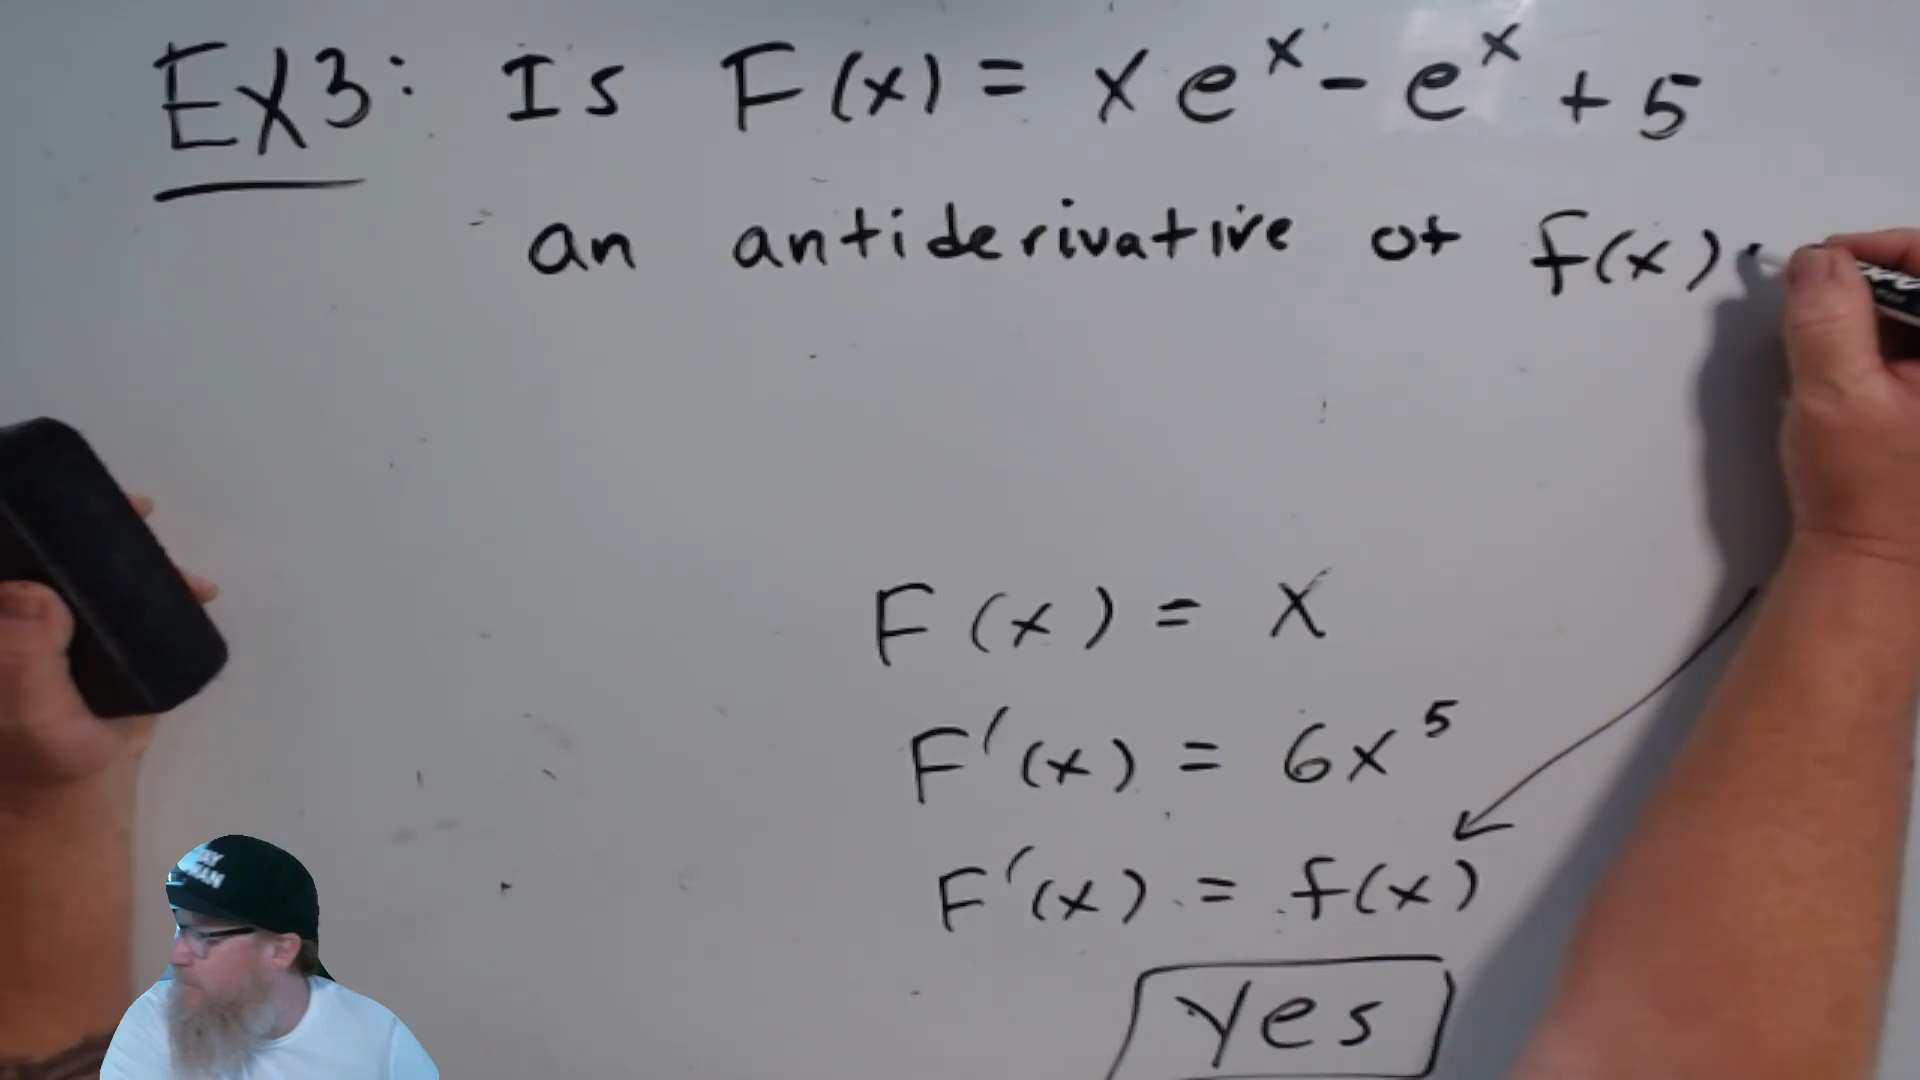 EX3: Is F(x) = xe^x - e^x + 5
an antiderivative of f(x)
F(x) = x
F'(x) = 6x^5
F'(x) = f(x)
Yes